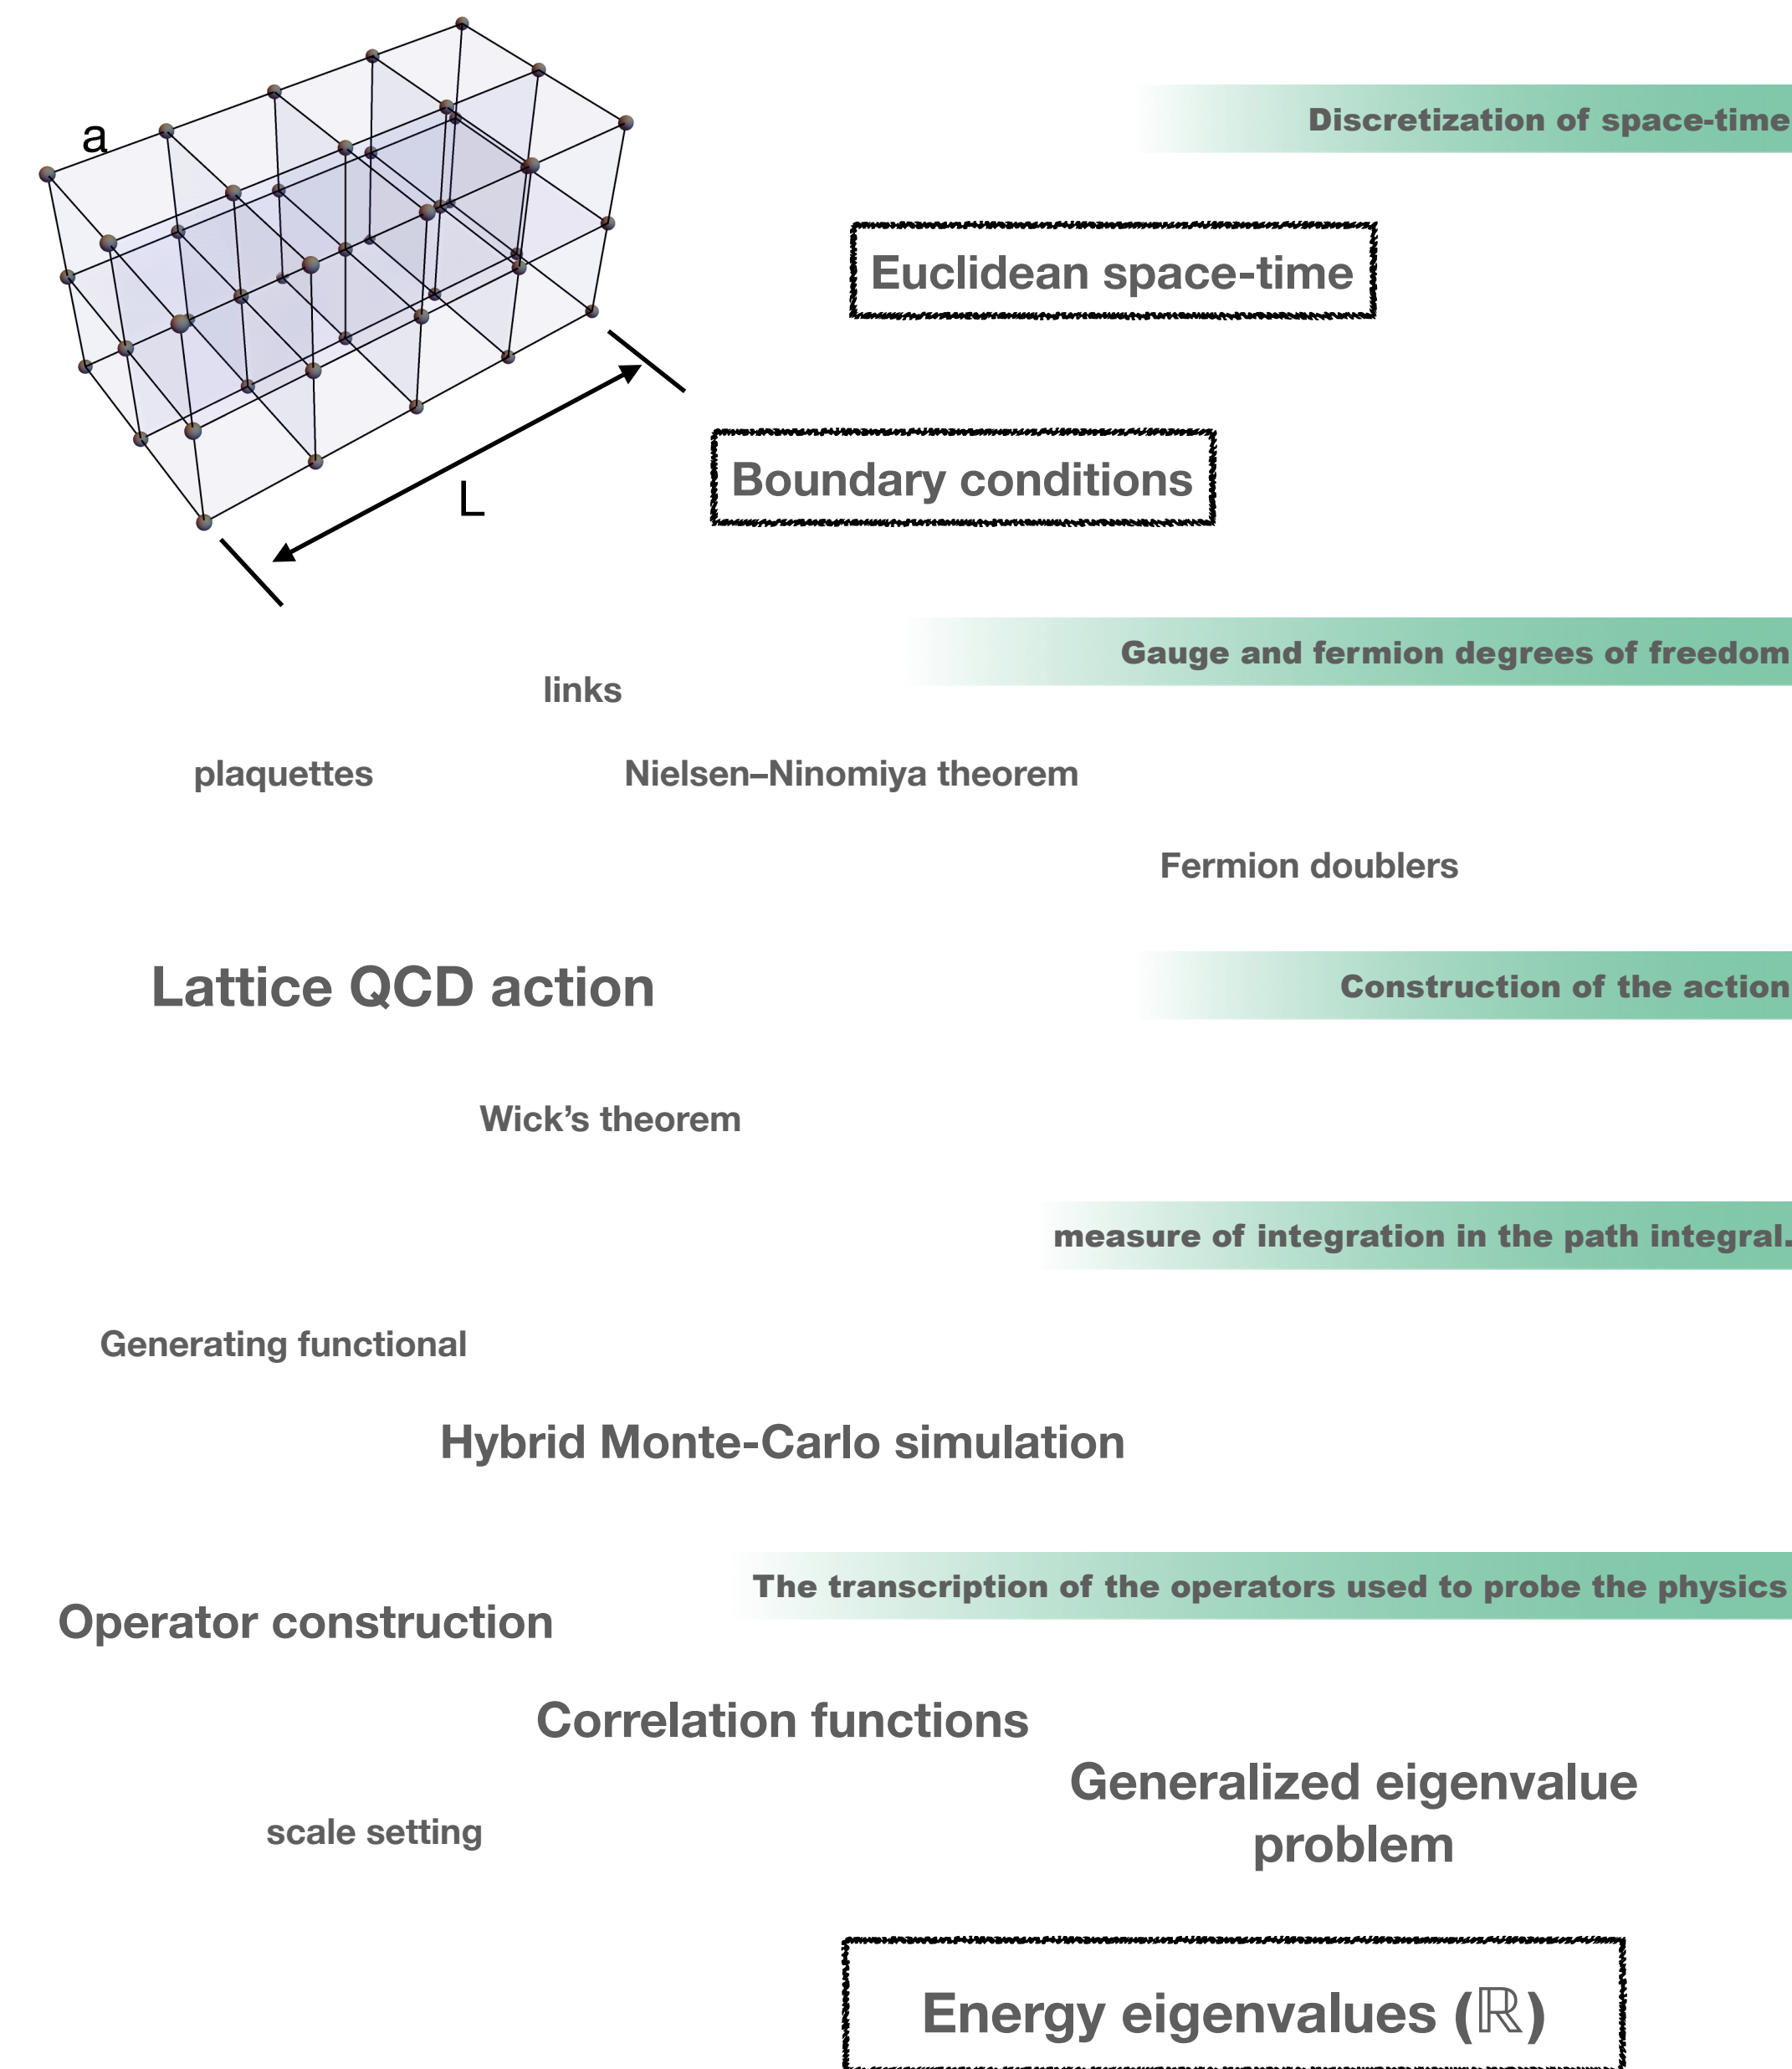 a
Discretization of space-time
Euclidean space-time
Boundary conditions
L
Gauge and fermion degrees of freedom
links
plaquettes
Nielsen–Ninomiya theorem
Fermion doublers
Lattice QCD action
Construction of the action
Wick’s theorem
measure of integration in the path integral.
Generating functional
Hybrid Monte-Carlo simulation
The transcription of the operators used to probe the physics
Operator construction
Correlation functions
Generalized eigenvalue
problem
scale setting
Energy eigenvalues (ℝ)